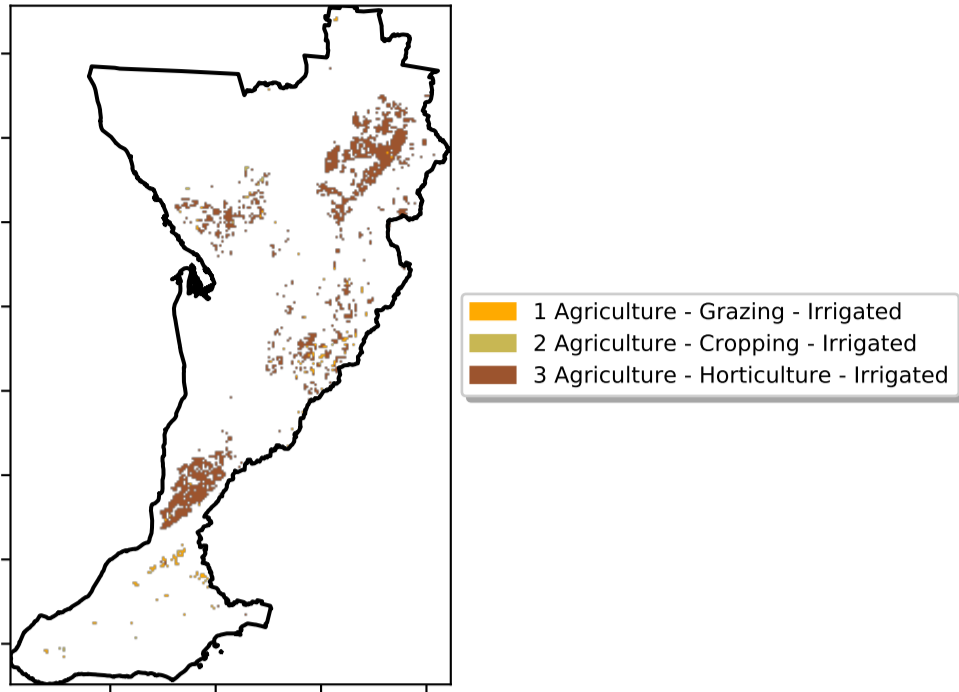 1 Agriculture - Grazing - Irrigated
2 Agriculture - Cropping - Irrigated
3 Agriculture - Horticulture - Irrigated